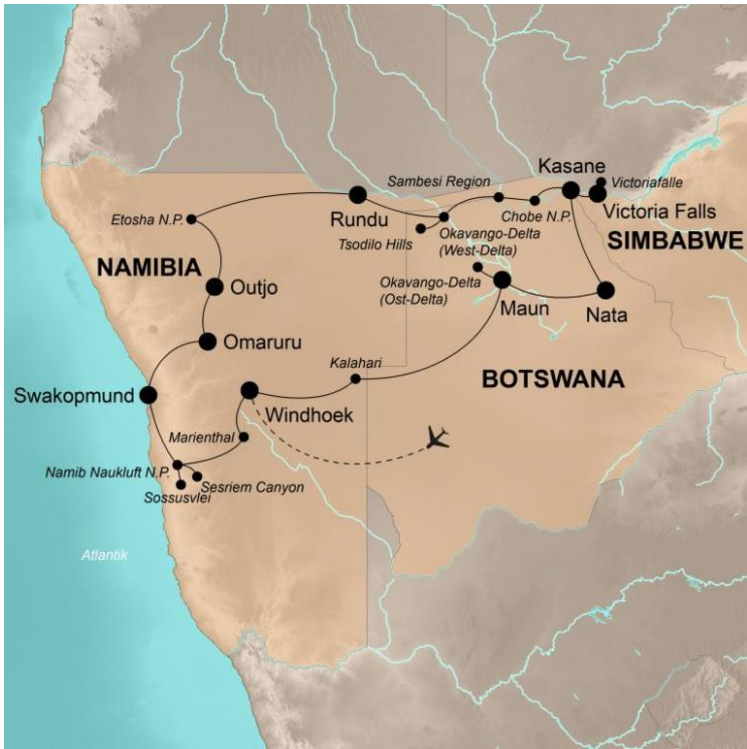 Kasane
Sambesi Region
Victoriafälle
Etosha N.P.
Rundu
Chobe N.P.
Victoria Falls
Okavango-Delta
(West-Delta)
Tsodilo Hills
SIMBABWE
NAMIBIA
Okavango-Delta
(Ost-Delta)
Outjo
Maun
Nata
Omaruru
Kalahari
BOTSWANA
Swakopmund
Windhoek
Marienthal
Namib Naukluft N.P.
Sesriem Canyon
Sossusvlei
Atlantik